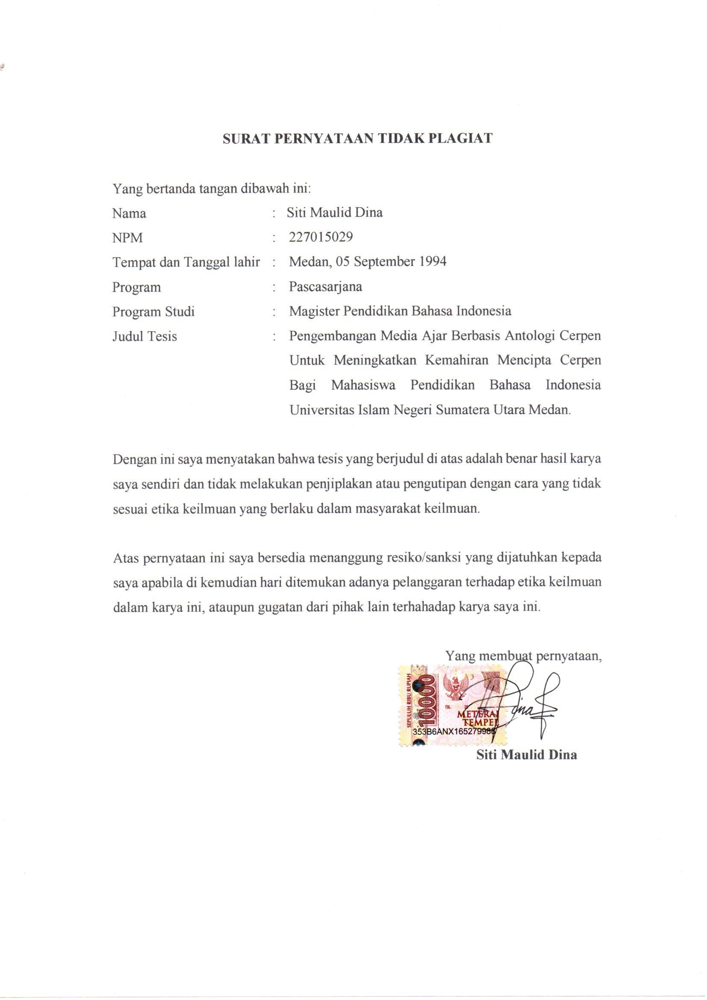 SURAT PERNYATAAN TIDAK PLAGIAT
Yang bertanda tangan dibawah ini:
Nama : Siti Maulid Dina
NPM : 227015029
Tempat dan Tanggal lahir : Medan, 05 September 1994
Program : Pascasarjana
Program Studi : Magister Pendidikan Bahasa Indonesia
Judul Tesis : Pengembangan Media Ajar Berbasis Antologi Cerpen
Untuk Meningkatkan Kemahiran Mencipta Cerpen
Bagi Mahasiswa Pendidikan Bahasa Indonesia
Universitas Islam Negeri Sumatera Utara Medan.
Dengan ini saya menyatakan bahwa tesis yang berjudul di atas adalah benar hasil karya
saya sendiri dan tidak melakukan penjiplakan atau pengutipan dengan cara yang tidak
sesuai etika keilmuan yang berlaku dalam masyarakat keilmuan.
Atas pernyataan ini saya bersedia menanggung resiko/sanksi yang dijatuhkan kepada
saya apabila di kemudian hari ditemukan adanya pelanggaran terhadap etika keilmuan
dalam karya ini, ataupun gugatan dari pihak lain terhahadap karya saya ini.
Yang membuat pernyataan,
SEPULUH RIBU RUPIAH
10000
TGL. 20
METERAI
TEMPEL
353B6ANX165279988
Dina
Siti Maulid Dina